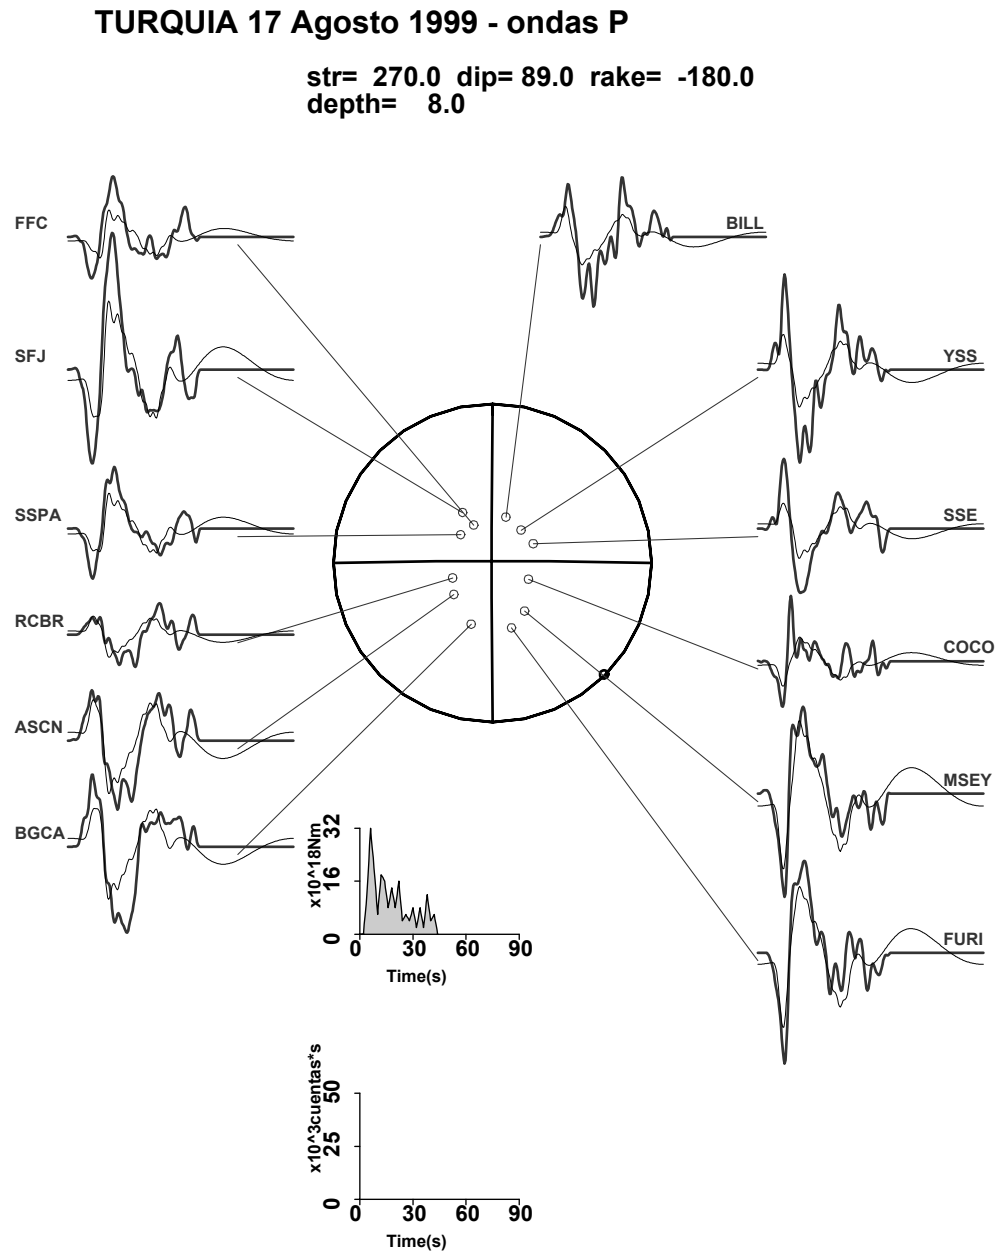 TURQUIA 17 Agosto 1999 - ondas P
str= 270.0 dip= 89.0 rake= -180.0
depth= 8.0
FFC
BILL
SFJ
YSS
SSPA
SSE
RCBR
COCO
ASCN
MSEY
BGCA
FURI
x10^18Nm
32
16
0
0 30 60 90
Time(s)
x10^3cuentas*s
50
25
0
0 30 60 90
Time(s)